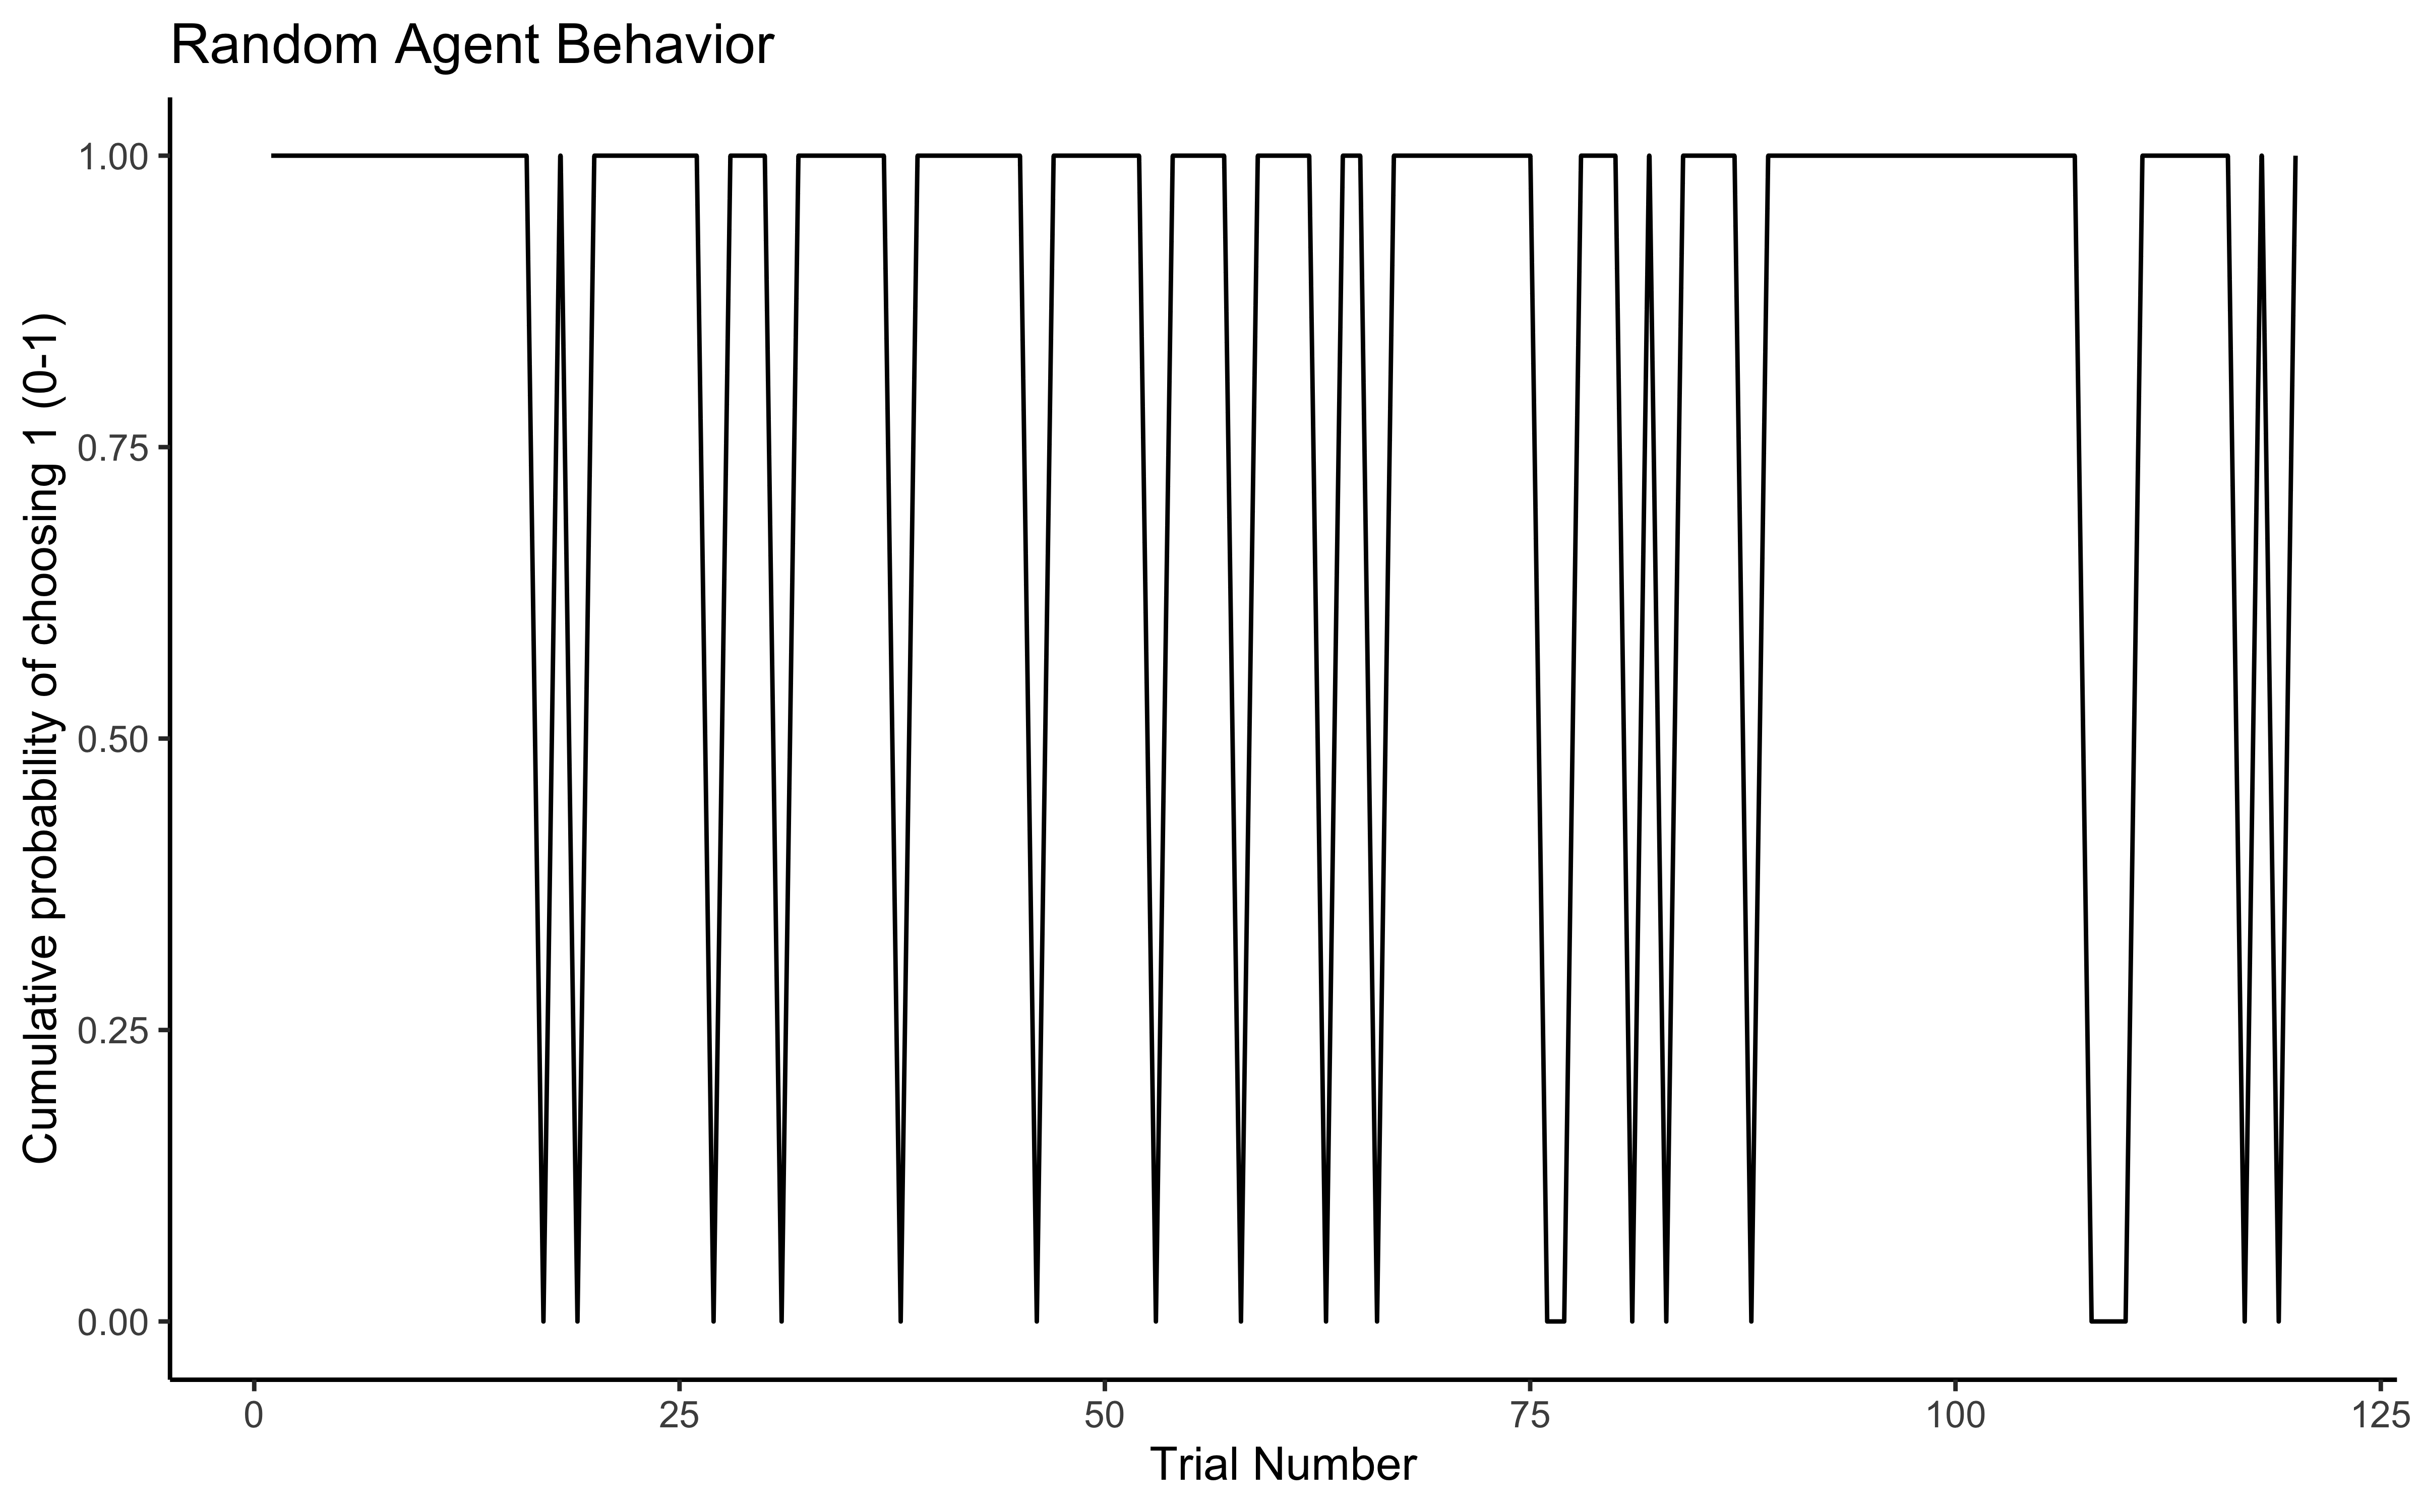 Random Agent Behavior
Cumulative probability of choosing 1 (0-1)
1.00
0.75
0.50
0.25
0.00
0 25 50 75 100 125
Trial Number